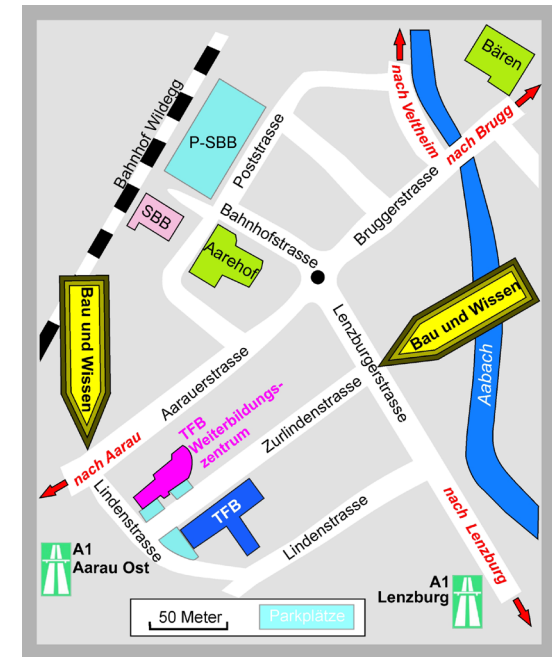 Bären
nach Veltheim
nach Brugg
Bahnhof Wildegg
P-SBB
Poststrasse
SBB
Bahnhofstrasse
Bruggerstrasse
Aarehof
Bau und Wissen
Bau und Wissen
Aabach
Lenzburgerstrasse
Aarauerstrasse
Zurlindenstrasse
TFB
Weiterbildungs-
zentrum
nach Aarau
Lindenstrasse
TFB
Lindenstrasse
nach Lenzburg
A1
Aarau Ost
A1
Lenzburg
50 Meter
Parkplätze